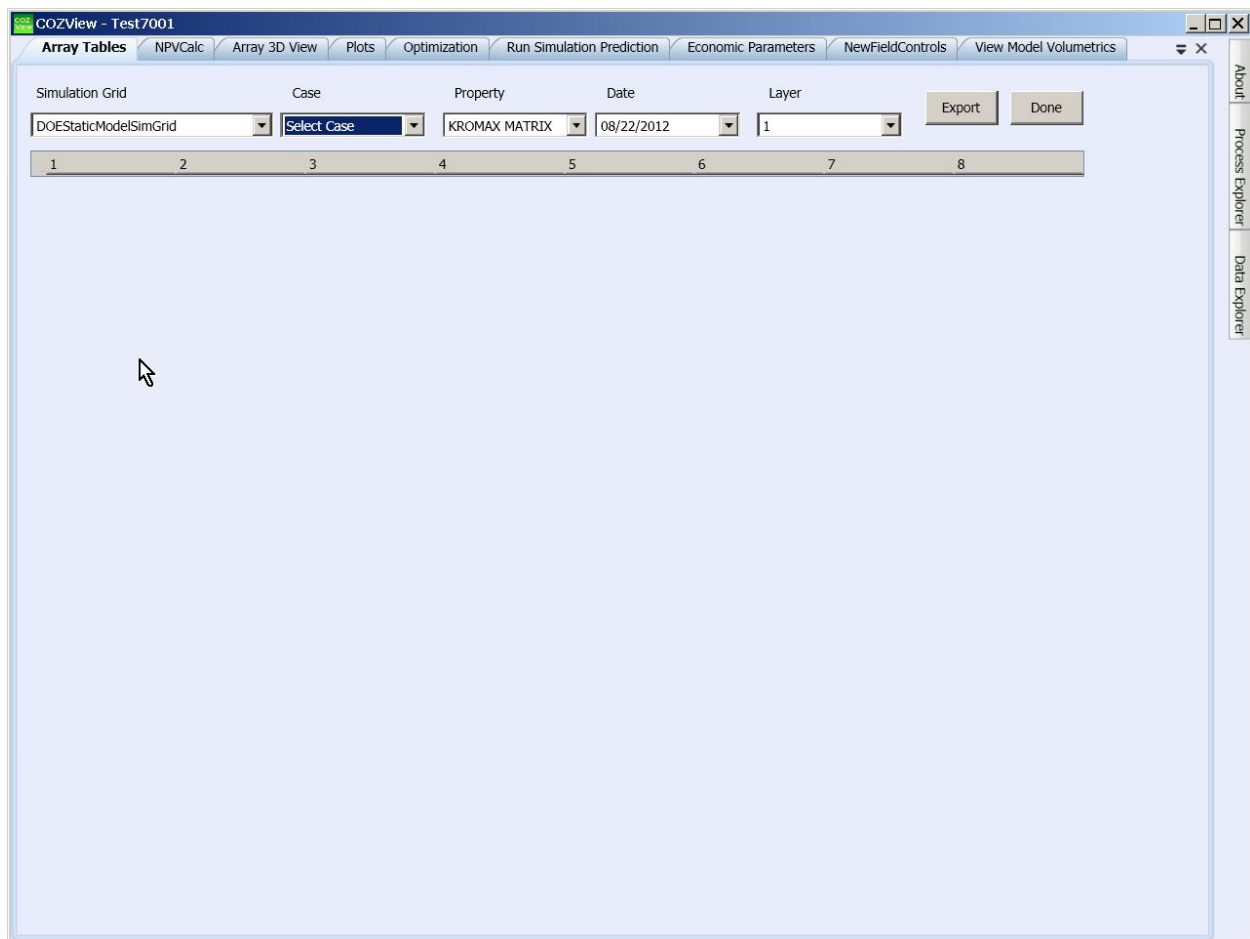 COZ View COZView - Test7001
Array Tables NPVCalc Array 3D View Plots Optimization Run Simulation Prediction Economic Parameters NewFieldControls View Model Volumetrics
Simulation Grid Case Property Date Layer
Export Done
DOEStaticModelSimGrid Select Case KROMAX MATRIX 08/22/2012 1
1 2 3 4 5 6 7 8
About
Process Explorer
Data Explorer